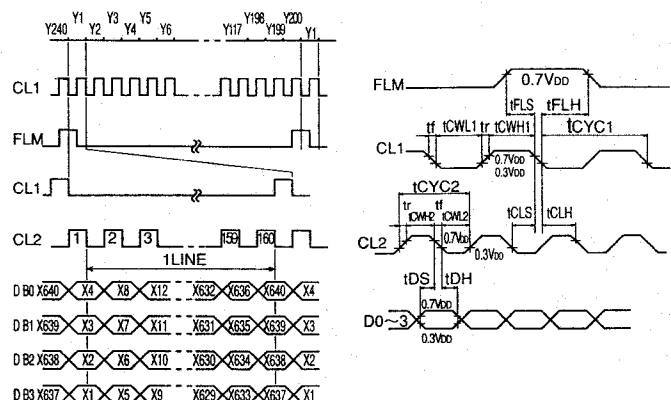 Y1 Y3 Y5 Y198 Y200
Y240 Y2 Y4 Y6 Y117 Y199 Y1
CL1
FLM
CL1
CL2 1 2 3 159 160
1LINE
DB0 X640 X4 X8 X12 X632 X636 X640 X4
DB1 X639 X3 X7 X11 X631 X635 X639 X3
DB2 X638 X2 X6 X10 X630 X634 X638 X2
DB3 X637 X1 X5 X9 X629 X633 X637 X1
FLM 0.7VDD
tFLS tFLH
tf tCWL1 tr tCWH1 tCYC1
CL1 0.7VDD
0.3VDD
tCYC2
tr tf tCLS tCLH
tCWH2 tCWL2
CL2 0.7VDD 0.3VDD
tDS tDH
D0~3 0.7VDD
0.3VDD